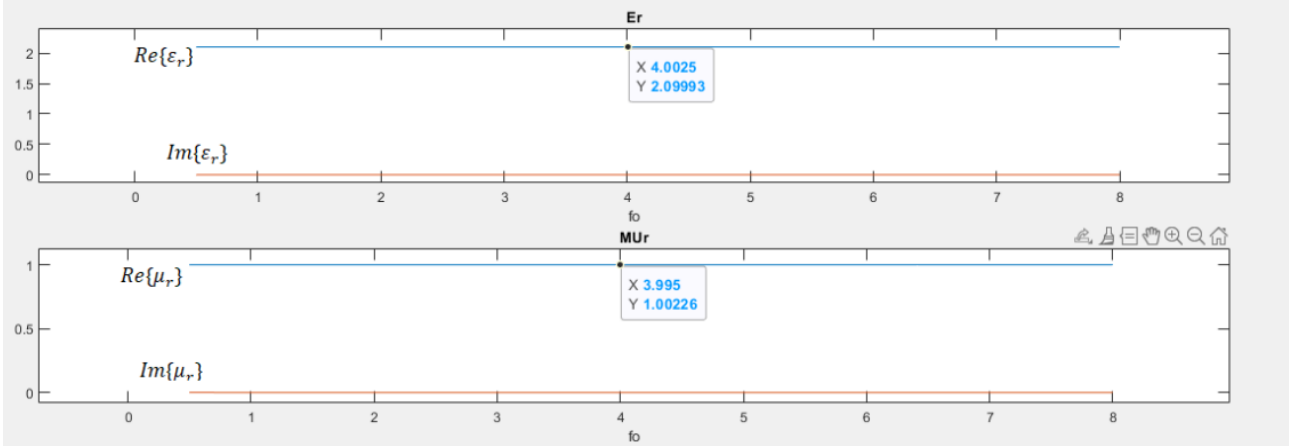 Er
2
1.5
1
0.5
0
Re{εᵣ}
Im{εᵣ}
X 4.0025
Y 2.09993
0 1 2 3 4 5 6 7 8
fo
MUr
1
0.5
0
Re{μᵣ}
Im{μᵣ}
X 3.995
Y 1.00226
0 1 2 3 4 5 6 7 8
fo